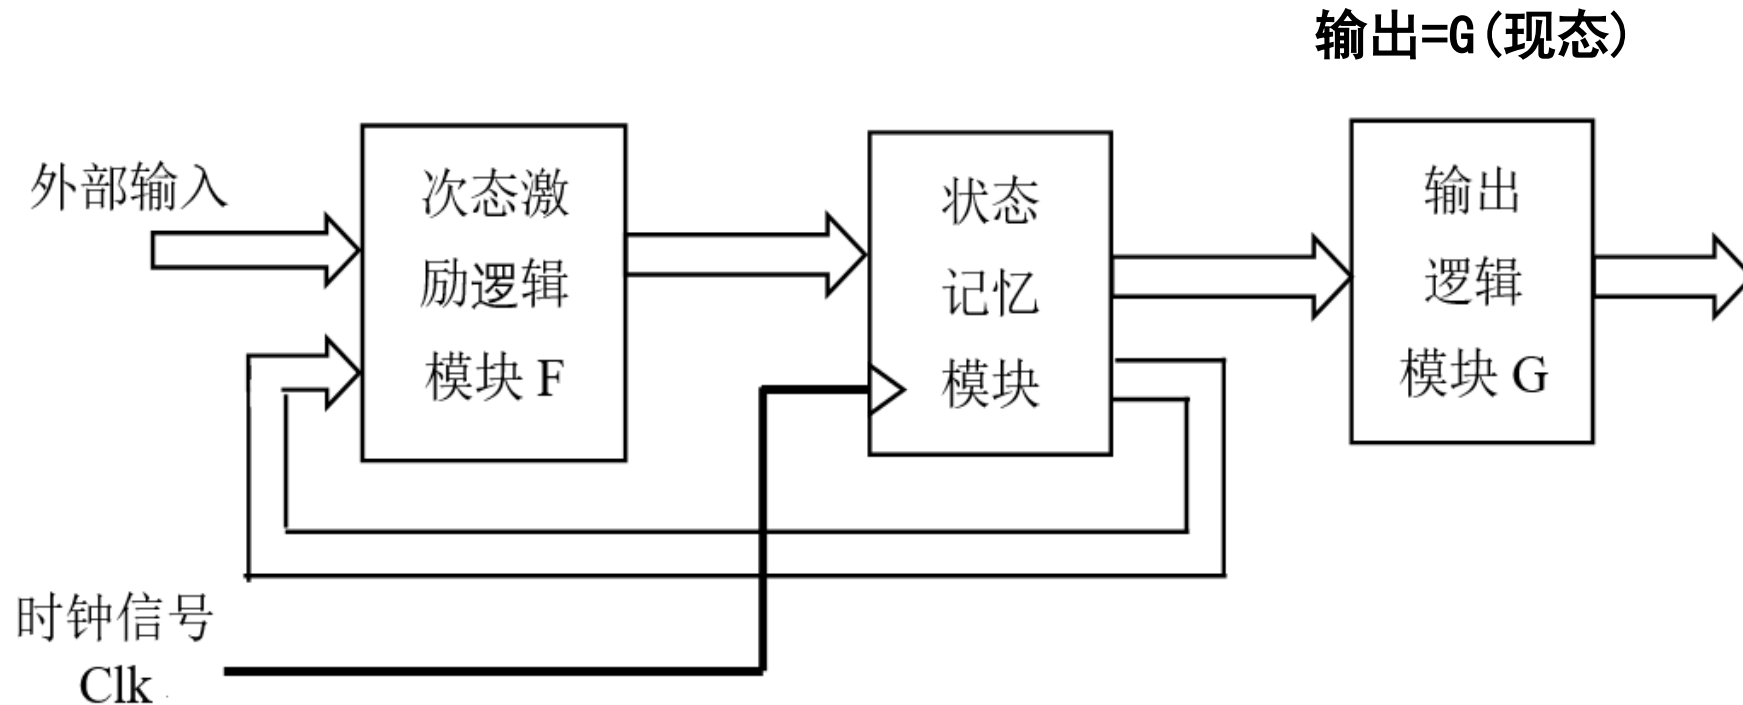 输出=G(现态)
外部输入
次态激
励逻辑
模块 F
状态
记忆
模块
输出
逻辑
模块 G
时钟信号
Clk